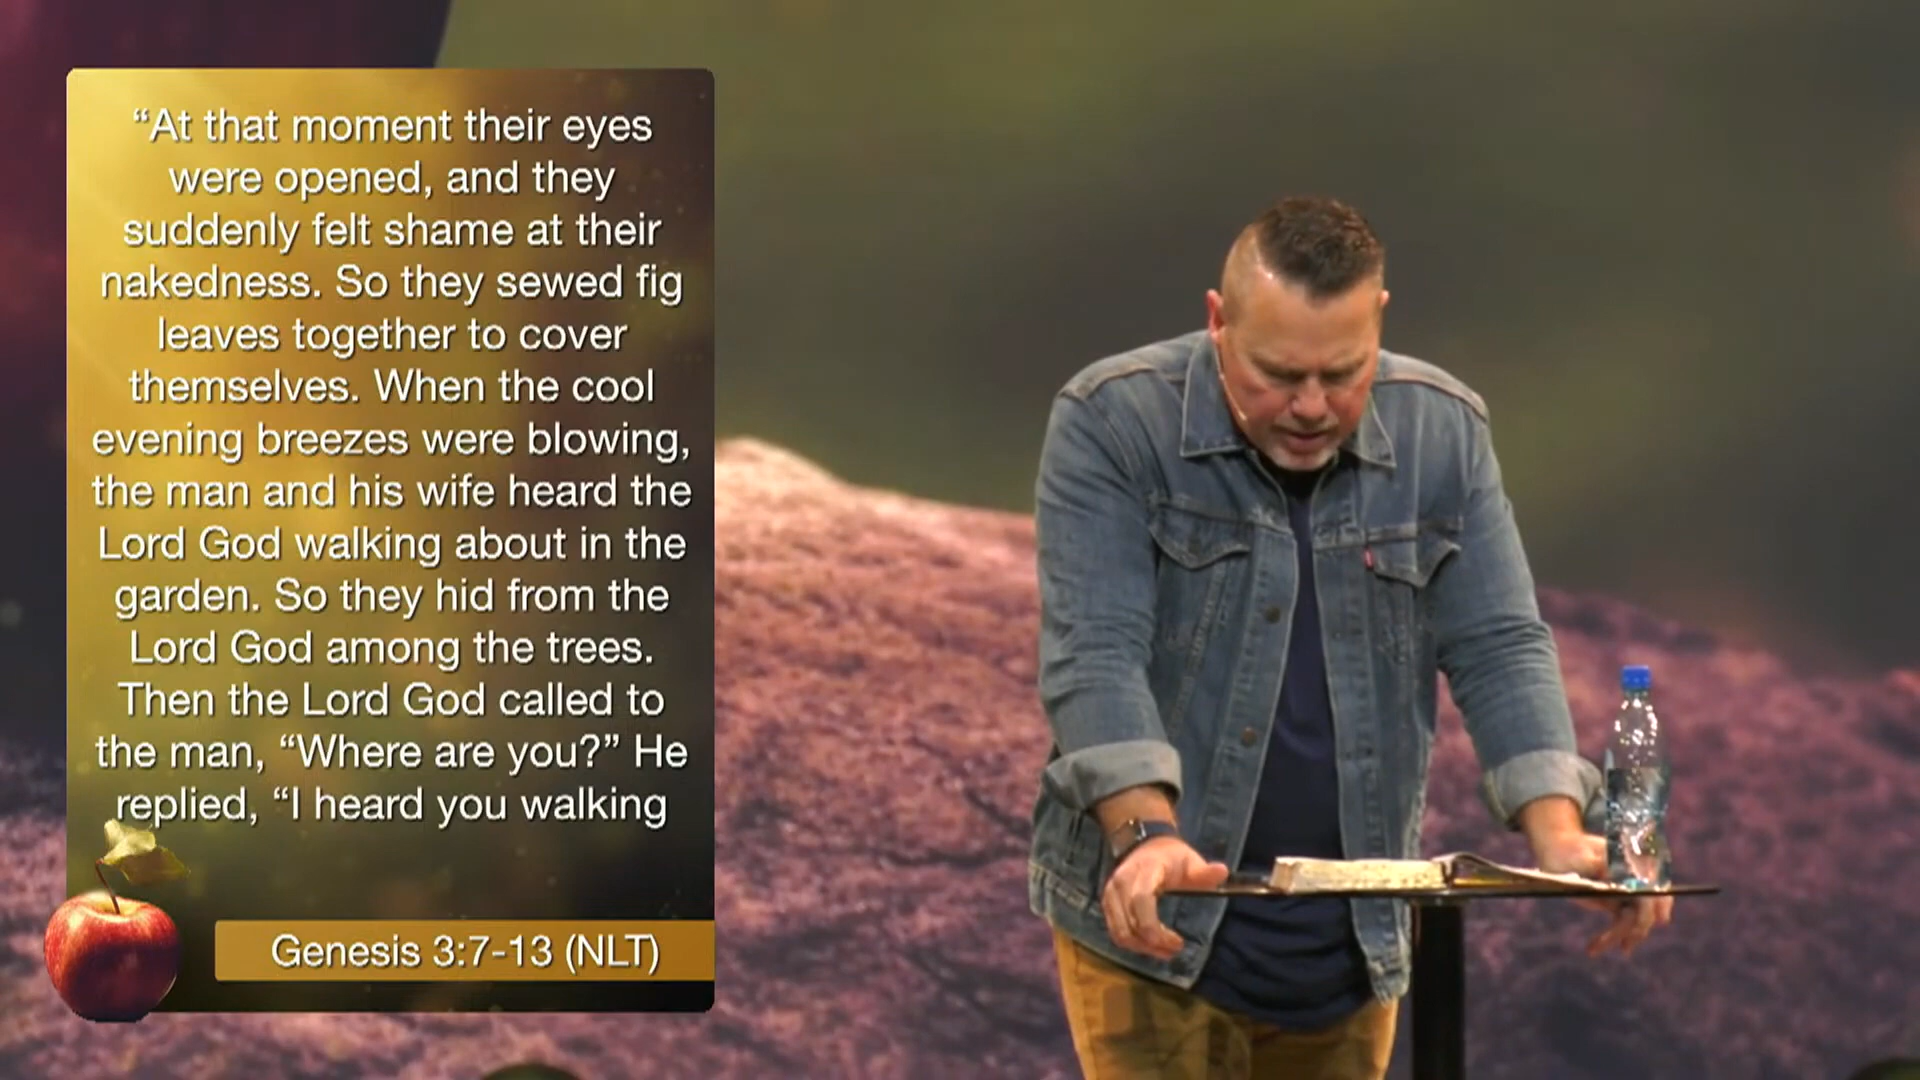 “At that moment their eyes
were opened, and they
suddenly felt shame at their
nakedness. So they sewed fig
leaves together to cover
themselves. When the cool
evening breezes were blowing,
the man and his wife heard the
Lord God walking about in the
garden. So they hid from the
Lord God among the trees.
Then the Lord God called to
the man, “Where are you?” He
replied, “I heard you walking
Genesis 3:7-13 (NLT)